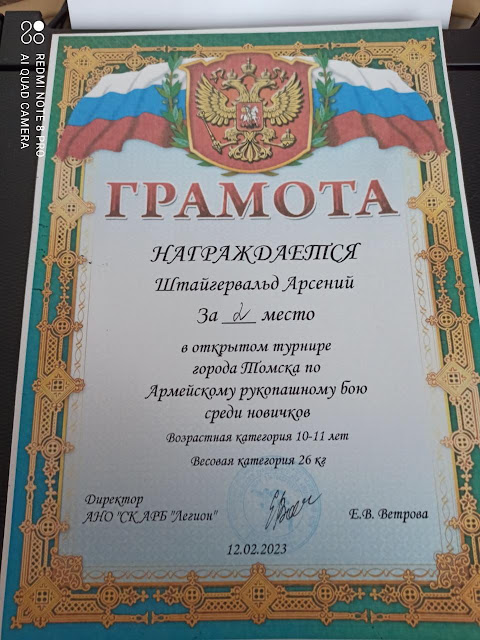 REDMI NOTE 8 PRO
AI QUAD CAMERA
ГРАМОТА
НАГРАЖДАЕТСЯ
Штайгервальд Арсений
За 2 место
в открытом турнире
города Томска по
Армейскому рукопашному бою
среди новичков
Возрастная категория 10-11 лет
Весовая категория 26 кг
Директор
АНО "СК АРБ "Легион"
Е.В. Ветрова
12.02.2023